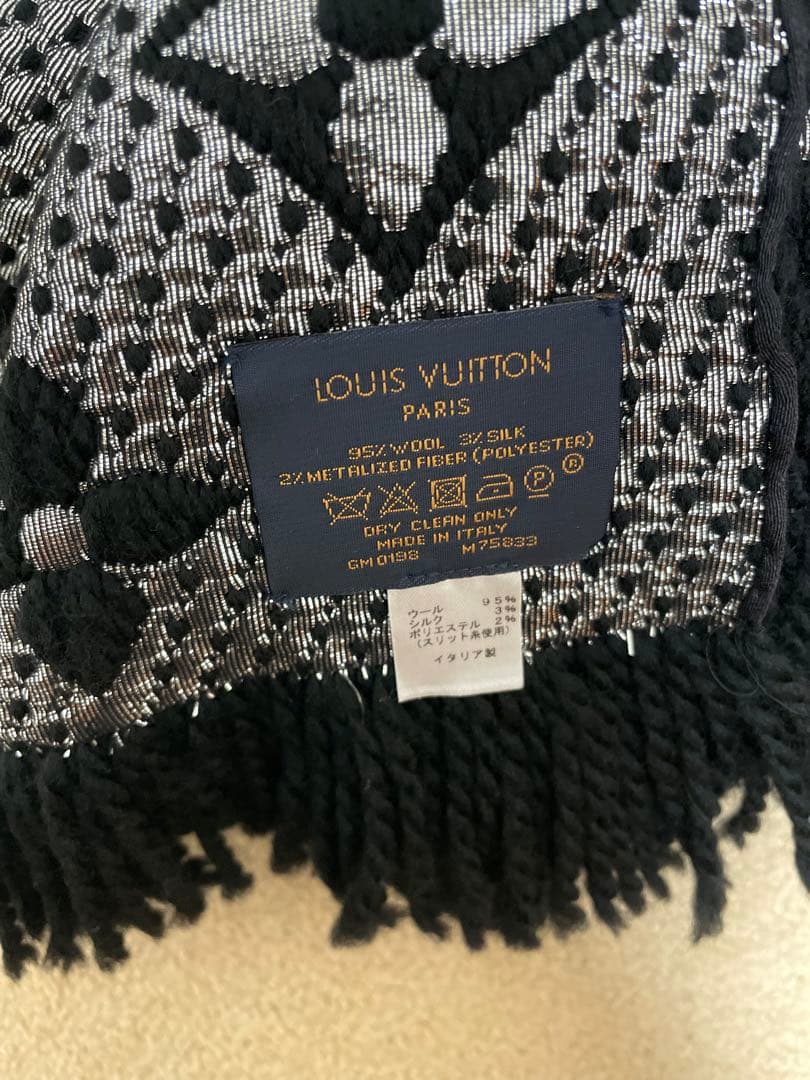 LOUIS VUITTON
PARIS
95% WOOL 3% SILK
2% METALIZED FIBER (POLYESTER)
P ®
DRY CLEAN ONLY
MADE IN ITALY
GM0198 M75833
ウール 95%
シルク 3%
ポリエステル 2%
(スリット糸使用)
イタリア製